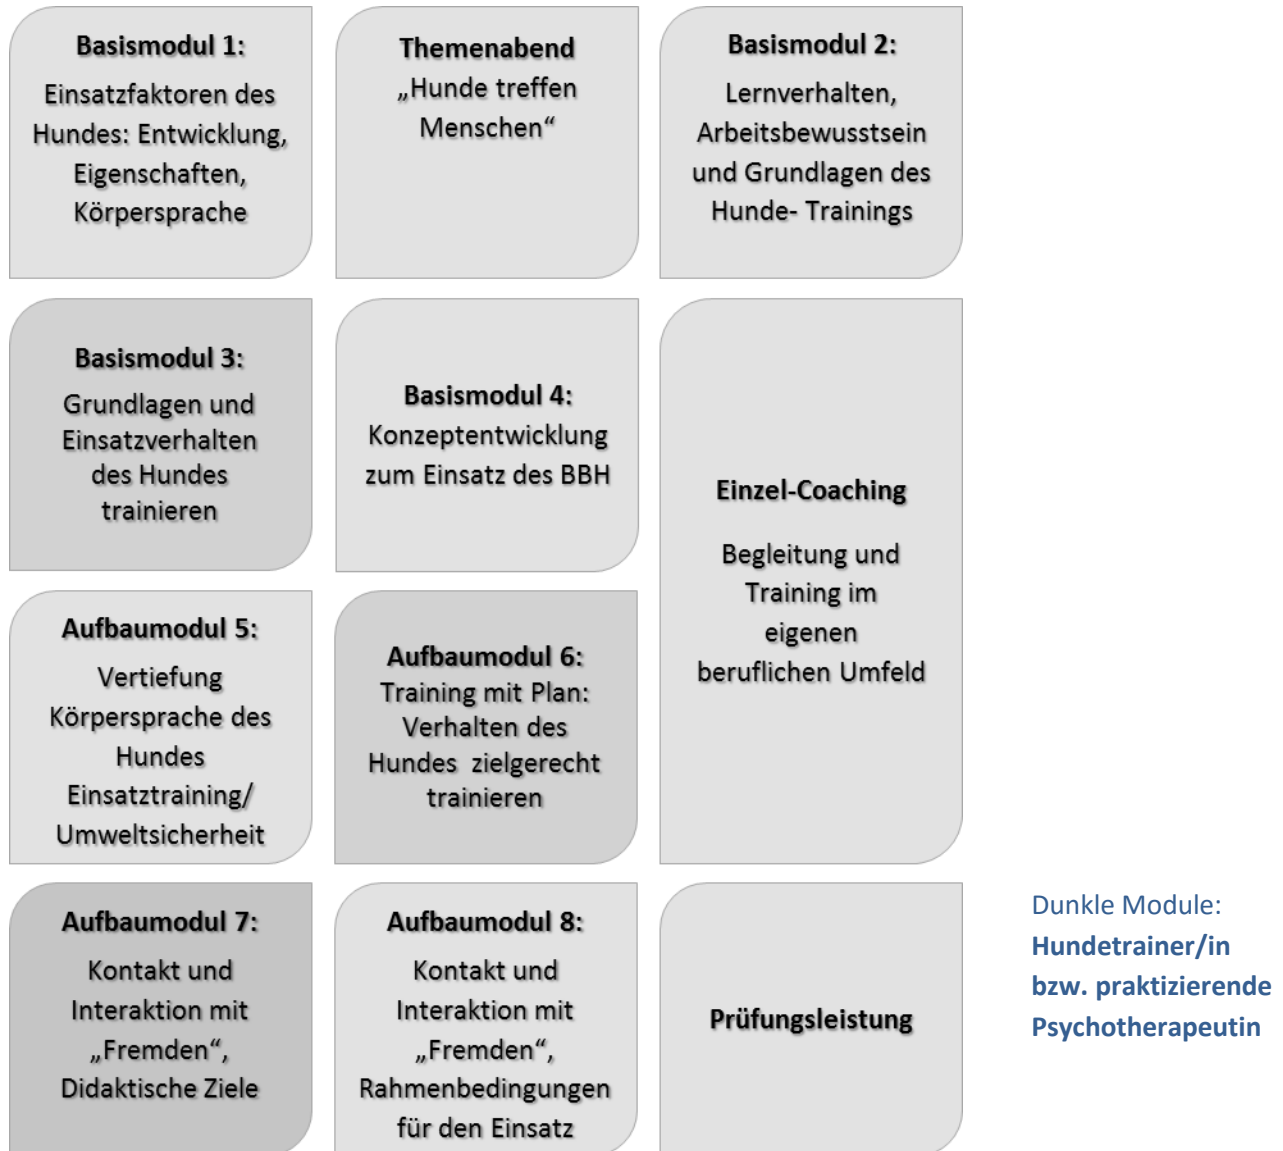 Basismodul 1:
Einsatzfaktoren des
Hundes: Entwicklung,
Eigenschaften,
Körpersprache
Themenabend
„Hunde treffen
Menschen“
Basismodul 2:
Lernverhalten,
Arbeitsbewusstsein
und Grundlagen des
Hunde- Trainings
Basismodul 3:
Grundlagen und
Einsatzverhalten
des Hundes
trainieren
Basismodul 4:
Konzeptentwicklung
zum Einsatz des BBH
Einzel-Coaching
Begleitung und
Training im
eigenen
beruflichen Umfeld
Aufbaumodul 5:
Vertiefung
Körpersprache des
Hundes
Einsatztraining/
Umweltsicherheit
Aufbaumodul 6:
Training mit Plan:
Verhalten des
Hundes zielgerecht
trainieren
Aufbaumodul 7:
Kontakt und
Interaktion mit
„Fremden“,
Didaktische Ziele
Aufbaumodul 8:
Kontakt und
Interaktion mit
„Fremden“,
Rahmenbedingungen
für den Einsatz
Prüfungsleistung
Dunkle Module:
Hundetrainer/in
bzw. praktizierende
Psychotherapeutin